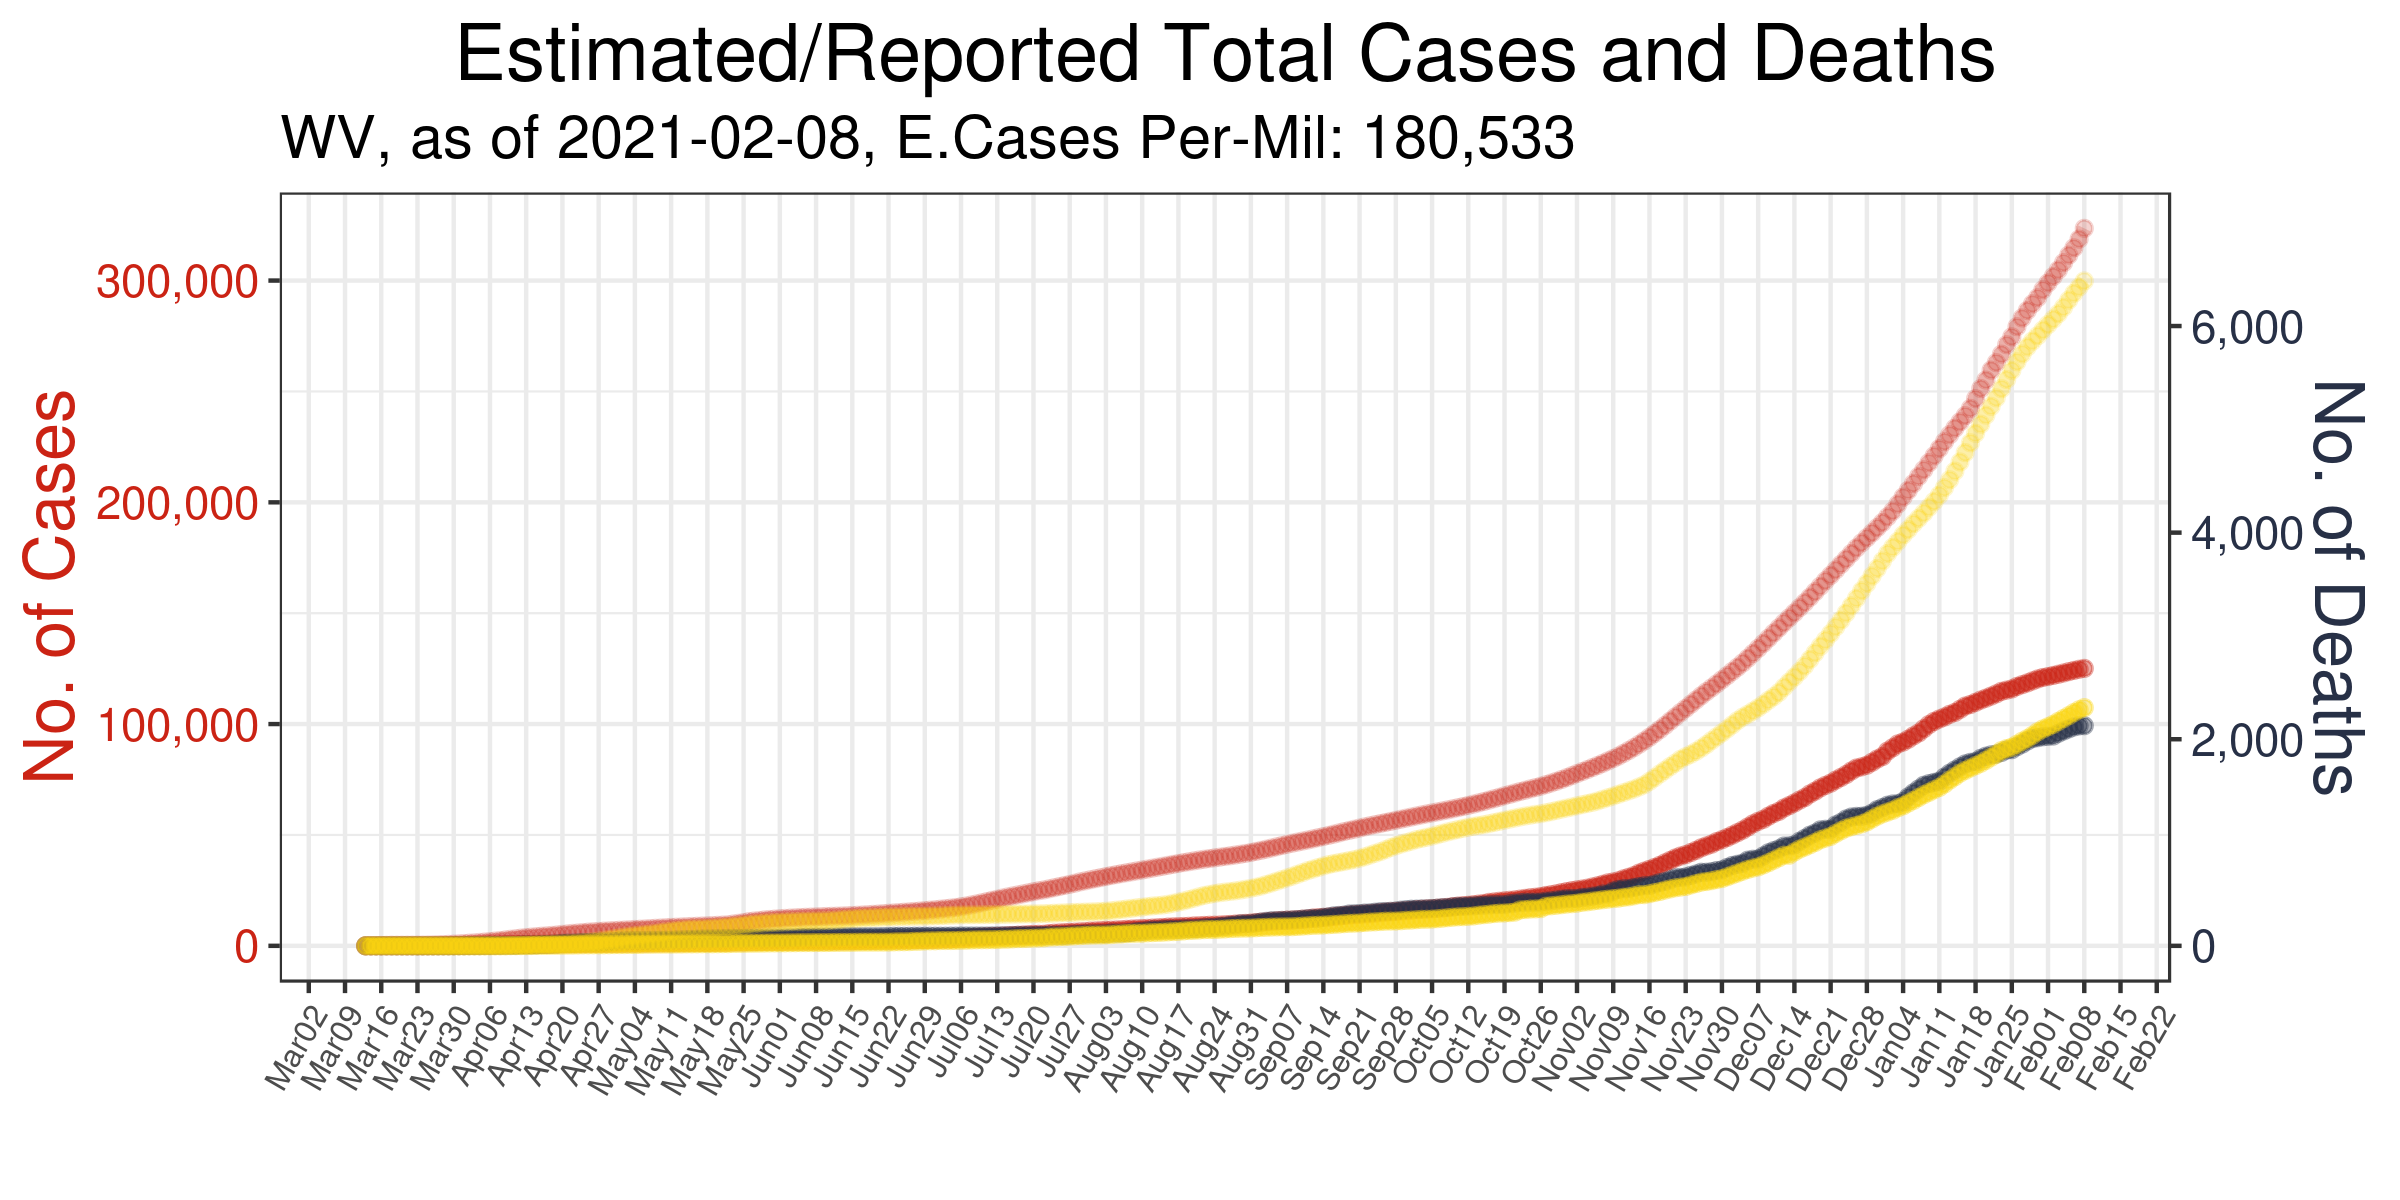 Estimated/Reported Total Cases and Deaths
WV, as of 2021-02-08, E.Cases Per-Mil: 180,533
No. of Cases
300,000
200,000
100,000
0
6,000
4,000
2,000
0
No. of Deaths
Mar02
Mar09
Mar16
Mar23
Mar30
Apr06
Apr13
Apr20
Apr27
May04
May11
May18
May25
Jun01
Jun08
Jun15
Jun22
Jun29
Jul06
Jul13
Jul20
Jul27
Aug03
Aug10
Aug17
Aug24
Aug31
Sep07
Sep14
Sep21
Sep28
Oct05
Oct12
Oct19
Oct26
Nov02
Nov09
Nov16
Nov23
Nov30
Dec07
Dec14
Dec21
Dec28
Jan04
Jan11
Jan18
Jan25
Feb01
Feb08
Feb15
Feb22